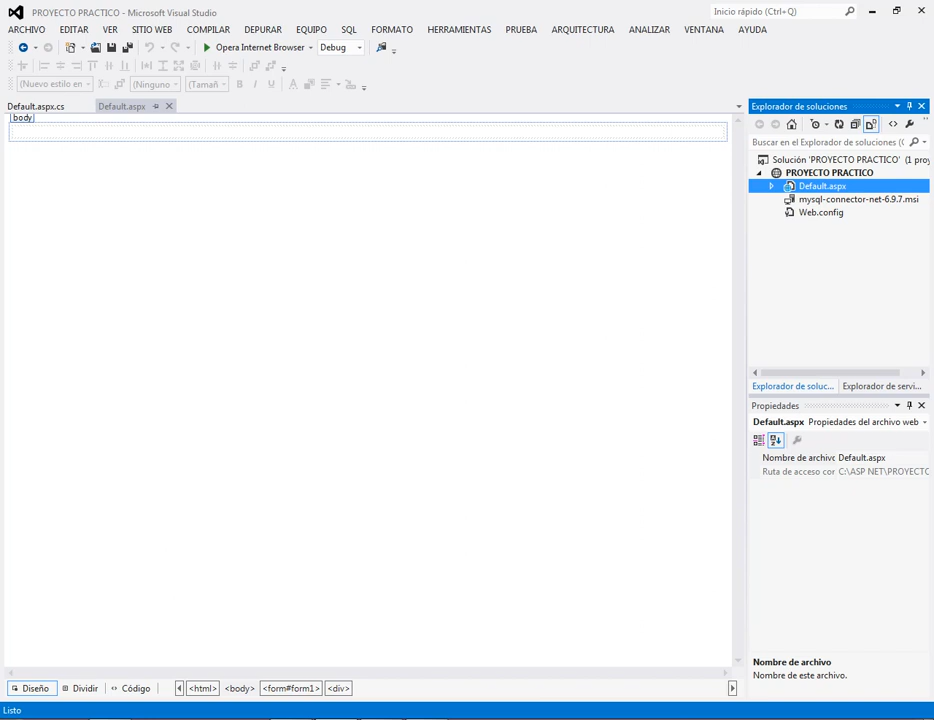 PROYECTO PRACTICO - Microsoft Visual Studio
Inicio rápido (Ctrl+Q)
ARCHIVO EDITAR VER SITIO WEB COMPILAR DEPURAR EQUIPO SQL FORMATO HERRAMIENTAS PRUEBA ARQUITECTURA ANALIZAR VENTANA AYUDA
Opera Internet Browser Debug
(Nuevo estilo en (Ninguno (Tamañ B I U A
Default.aspx.cs Default.aspx
body
Explorador de soluciones
Buscar en el Explorador de soluciones (
Solución 'PROYECTO PRACTICO' (1 proy
PROYECTO PRACTICO
Default.aspx
mysql-connector-net-6.9.7.msi
Web.config
Explorador de soluc... Explorador de servi...
Propiedades
Default.aspx Propiedades del archivo web
Nombre de archivo Default.aspx
Ruta de acceso cor C:\ASP NET\PROYECTO
Nombre de archivo
Nombre de este archivo.
Diseño Dividir Código <html> <body> <form#form1> <div>
Listo